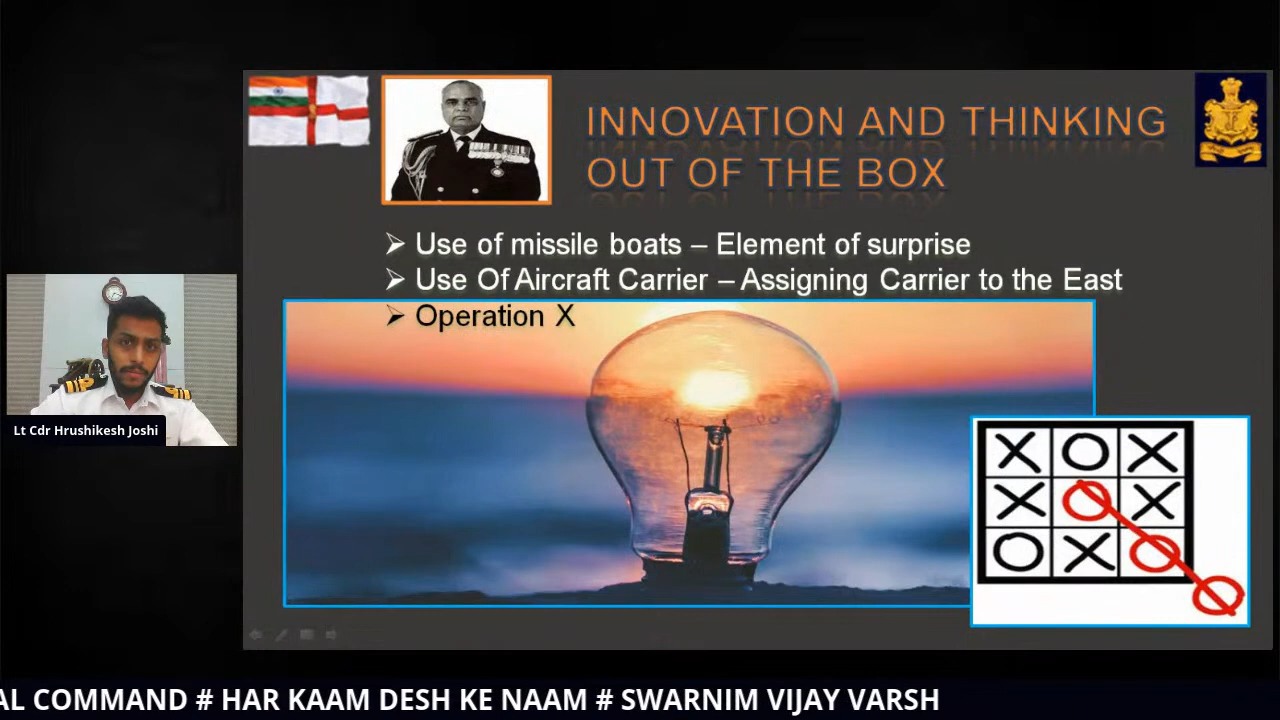 INNOVATION AND THINKING
OUT OF THE BOX
➢ Use of missile boats – Element of surprise
➢ Use Of Aircraft Carrier – Assigning Carrier to the East
➢ Operation X
Lt Cdr Hrushikesh Joshi
X O X
X O X
O X O
O
AL COMMAND # HAR KAAM DESH KE NAAM # SWARNIM VIJAY VARSH